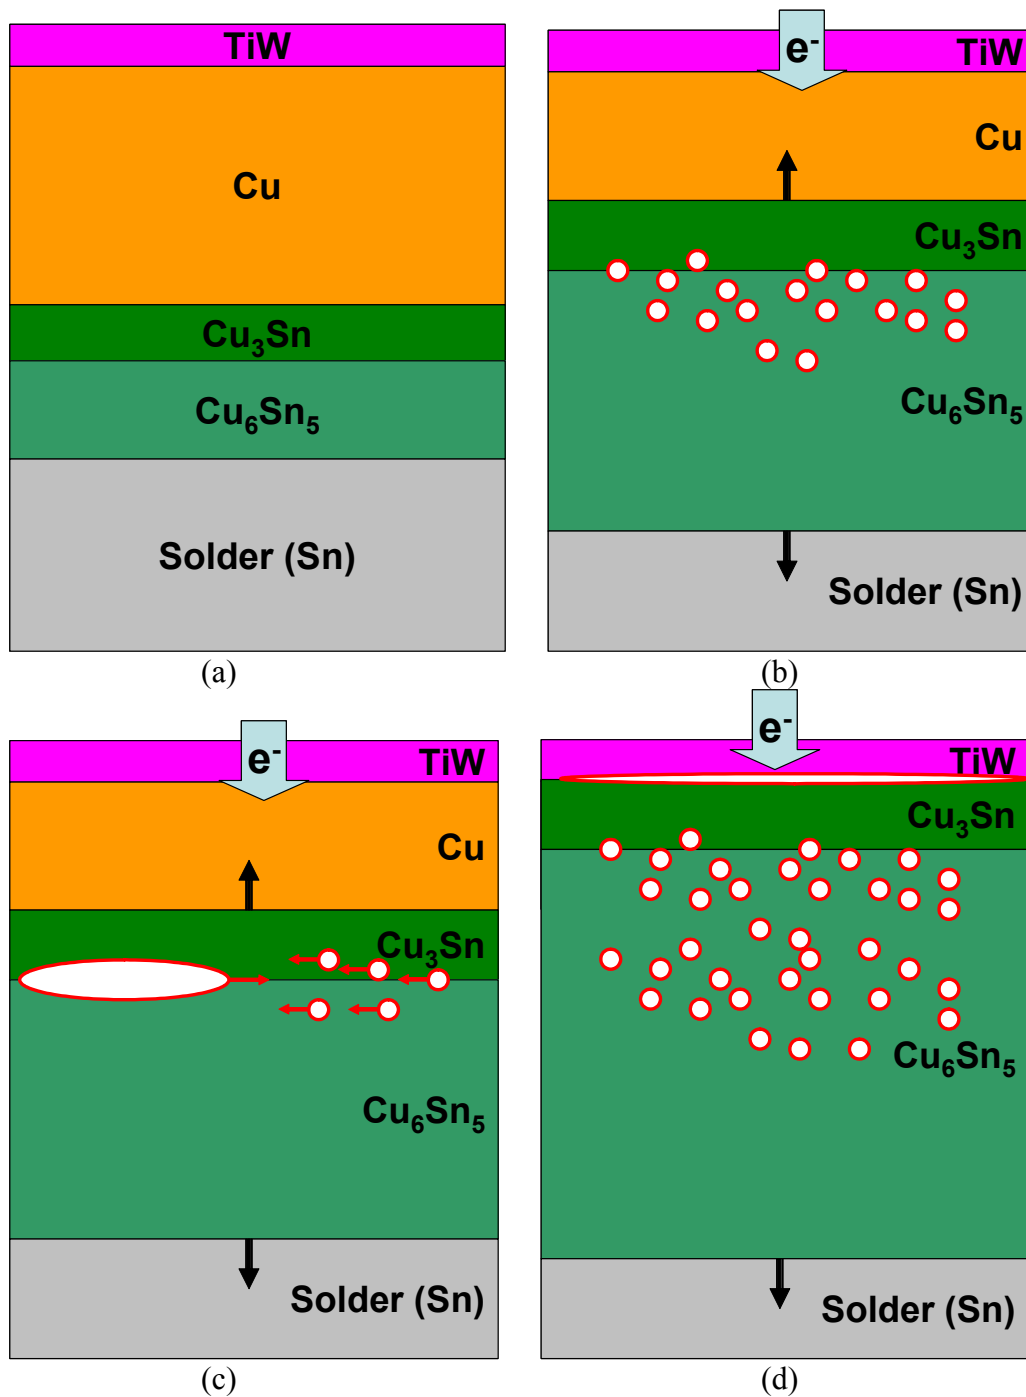 TiW
Cu
Cu₃Sn
Cu₆Sn₅
Solder (Sn)
(a)
e⁻
TiW
Cu
Cu₃Sn
Cu₆Sn₅
Solder (Sn)
(b)
e⁻
TiW
Cu
Cu₃Sn
Cu₆Sn₅
Solder (Sn)
(c)
e⁻
TiW
Cu₃Sn
Cu₆Sn₅
Solder (Sn)
(d)